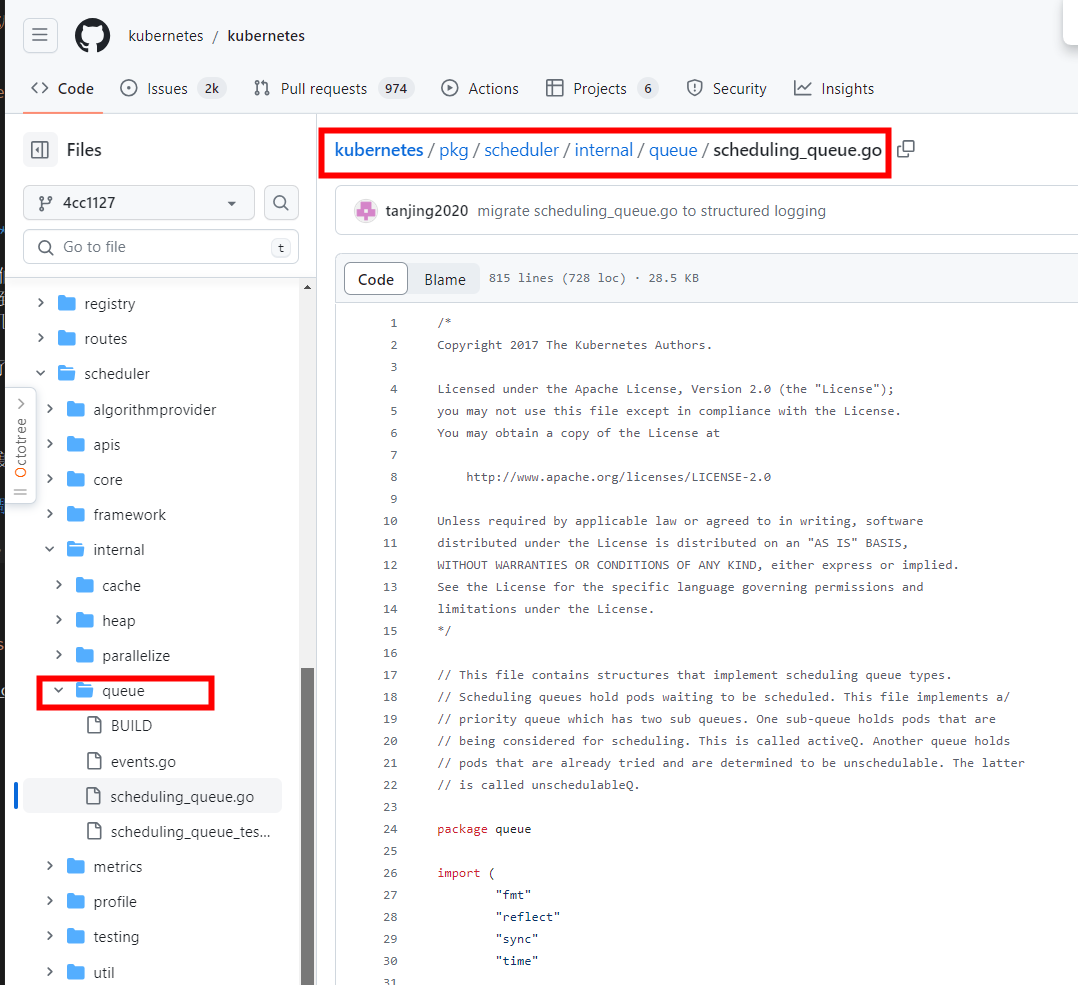 kubernetes / kubernetes
Code
Issues 2k
Pull requests 974
Actions
Projects 6
Security
Insights
Files
4cc1127
Go to file t
registry
routes
scheduler
algorithmprovider
apis
core
framework
internal
cache
heap
parallelize
queue
BUILD
events.go
scheduling_queue.go
scheduling_queue_tes...
metrics
profile
testing
util
Octotree
kubernetes / pkg / scheduler / internal / queue / scheduling_queue.go
tanjing2020 migrate scheduling_queue.go to structured logging
Code Blame 815 lines (728 loc) · 28.5 KB
1 /*
2 Copyright 2017 The Kubernetes Authors.
3
4 Licensed under the Apache License, Version 2.0 (the "License");
5 you may not use this file except in compliance with the License.
6 You may obtain a copy of the License at
7
8 http://www.apache.org/licenses/LICENSE-2.0
9
10 Unless required by applicable law or agreed to in writing, software
11 distributed under the License is distributed on an "AS IS" BASIS,
12 WITHOUT WARRANTIES OR CONDITIONS OF ANY KIND, either express or implied.
13 See the License for the specific language governing permissions and
14 limitations under the License.
15 */
16
17 // This file contains structures that implement scheduling queue types.
18 // Scheduling queues hold pods waiting to be scheduled. This file implements a/
19 // priority queue which has two sub queues. One sub-queue holds pods that are
20 // being considered for scheduling. This is called activeQ. Another queue holds
21 // pods that are already tried and are determined to be unschedulable. The latter
22 // is called unschedulableQ.
23
24 package queue
25
26 import (
27 "fmt"
28 "reflect"
29 "sync"
30 "time"
31